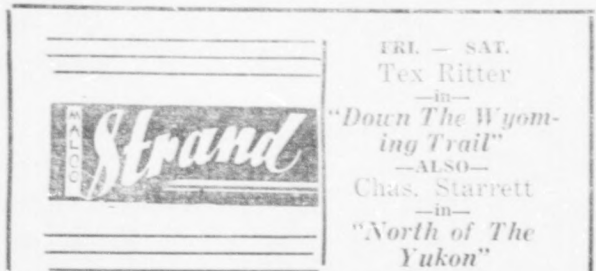 MALCO
Strand
FRI. — SAT.
Tex Ritter
—in—
"Down The Wyom-
ing Trail"
—ALSO—
Chas. Starrett
—in—
"North of The
Yukon"